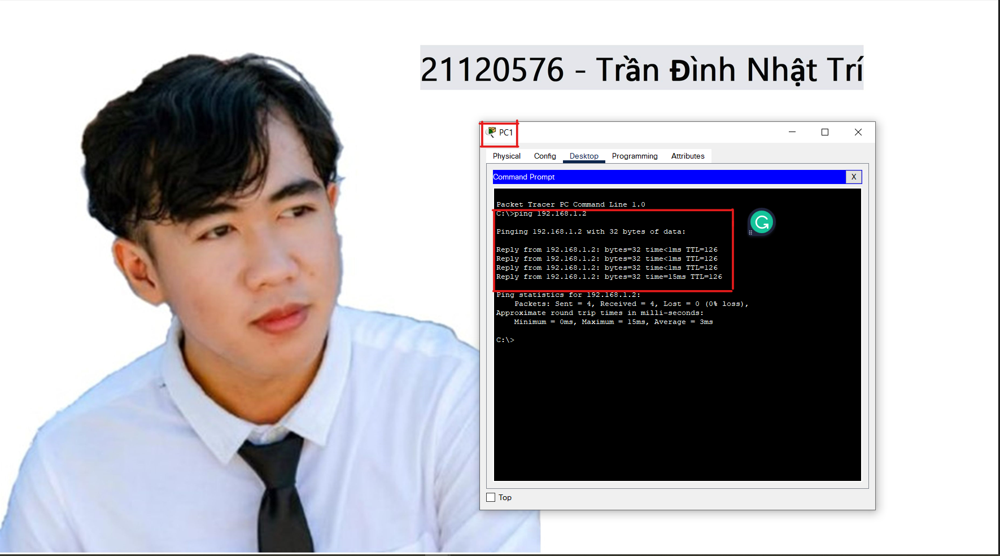 21120576 - Trần Đình Nhật Trí
PC1
Physical Config Desktop Programming Attributes
Command Prompt X
Packet Tracer PC Command Line 1.0
C:\>ping 192.168.1.2
Pinging 192.168.1.2 with 32 bytes of data:
Reply from 192.168.1.2: bytes=32 time<1ms TTL=126
Reply from 192.168.1.2: bytes=32 time<1ms TTL=126
Reply from 192.168.1.2: bytes=32 time<1ms TTL=126
Reply from 192.168.1.2: bytes=32 time=15ms TTL=126
Ping statistics for 192.168.1.2:
Packets: Sent = 4, Received = 4, Lost = 0 (0% loss),
Approximate round trip times in milli-seconds:
Minimum = 0ms, Maximum = 15ms, Average = 3ms
C:\>
Top